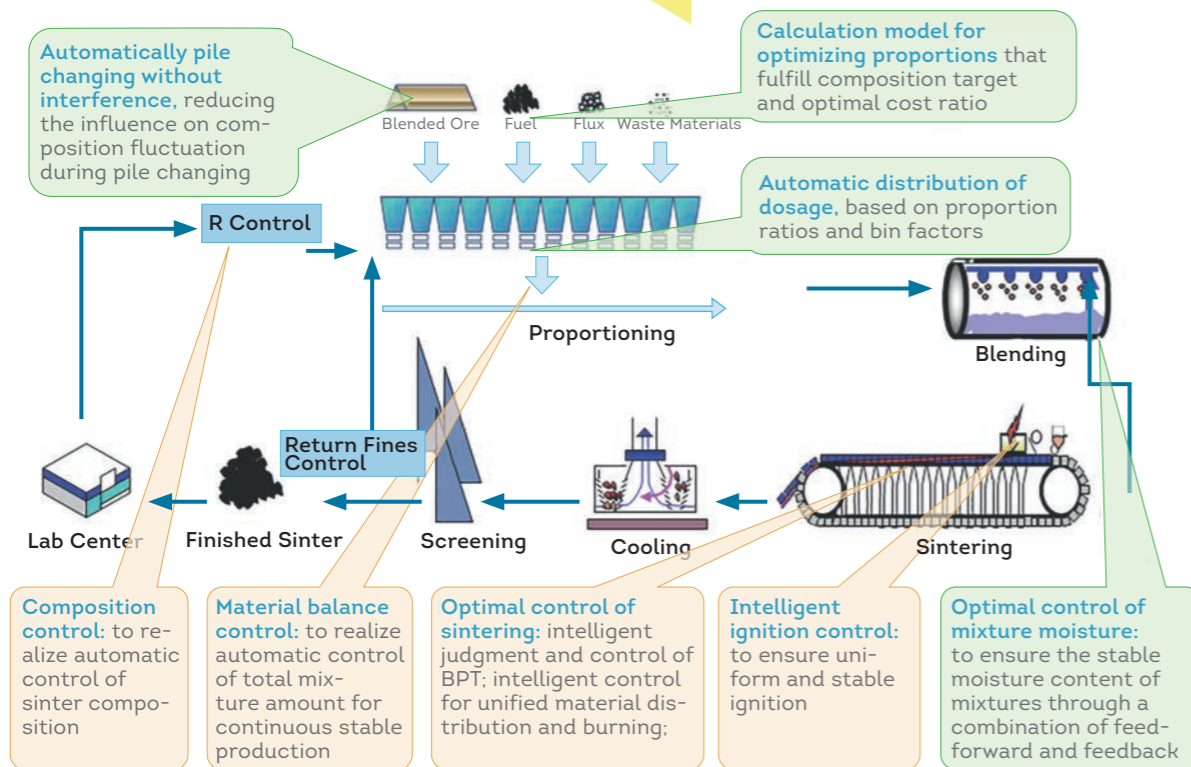 Automatically pile
changing without
interference, reducing
the influence on com-
position fluctuation
during pile changing
Calculation model for
optimizing proportions that
fulfill composition target
and optimal cost ratio
Blended Ore
Fuel
Flux
Waste Materials
Automatic distribution of
dosage, based on proportion
ratios and bin factors
R Control
Proportioning
Blending
Return Fines
Control
Lab Center
Finished Sinter
Screening
Cooling
Sintering
Composition
control: to re-
alize automatic
control of
sinter compo-
sition
Material balance
control: to realize
automatic control
of total mix-
ture amount for
continuous stable
production
Optimal control of
sintering: intelligent
judgment and control of
BPT; intelligent control
for unified material dis-
tribution and burning;
Intelligent
ignition control:
to ensure uni-
form and stable
ignition
Optimal control of
mixture moisture:
to ensure the stable
moisture content of
mixtures through a
combination of feed-
forward and feedback